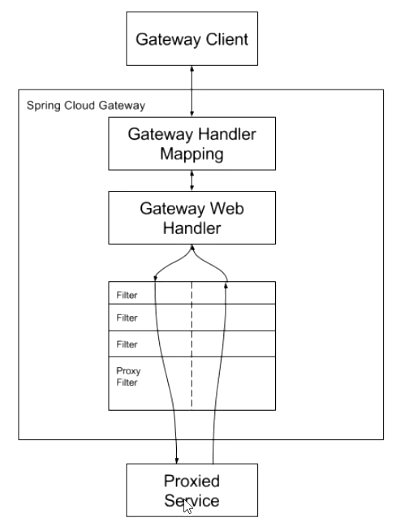 Gateway Client
Spring Cloud Gateway
Gateway Handler
Mapping
Gateway Web
Handler
Filter
Filter
Filter
Proxy
Filter
Proxied
Service